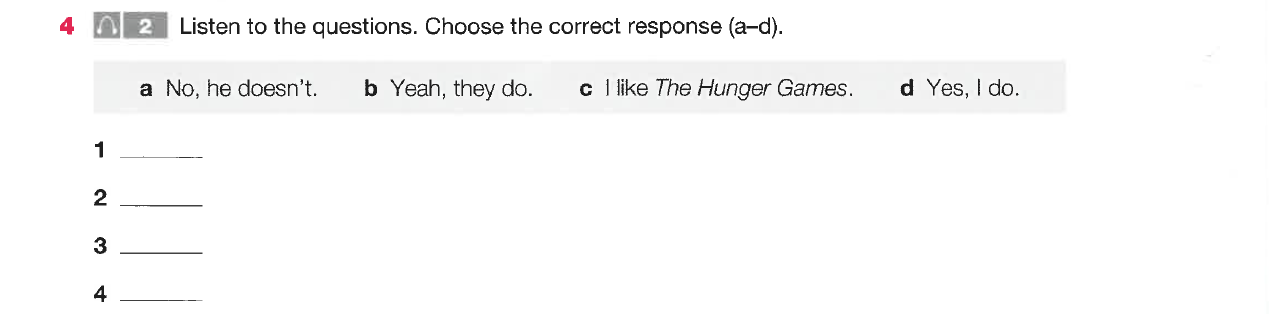 4 2 Listen to the questions. Choose the correct response (a–d).
a No, he doesn't. b Yeah, they do. c I like The Hunger Games. d Yes, I do.
1 ______
2 ______
3 ______
4 ______